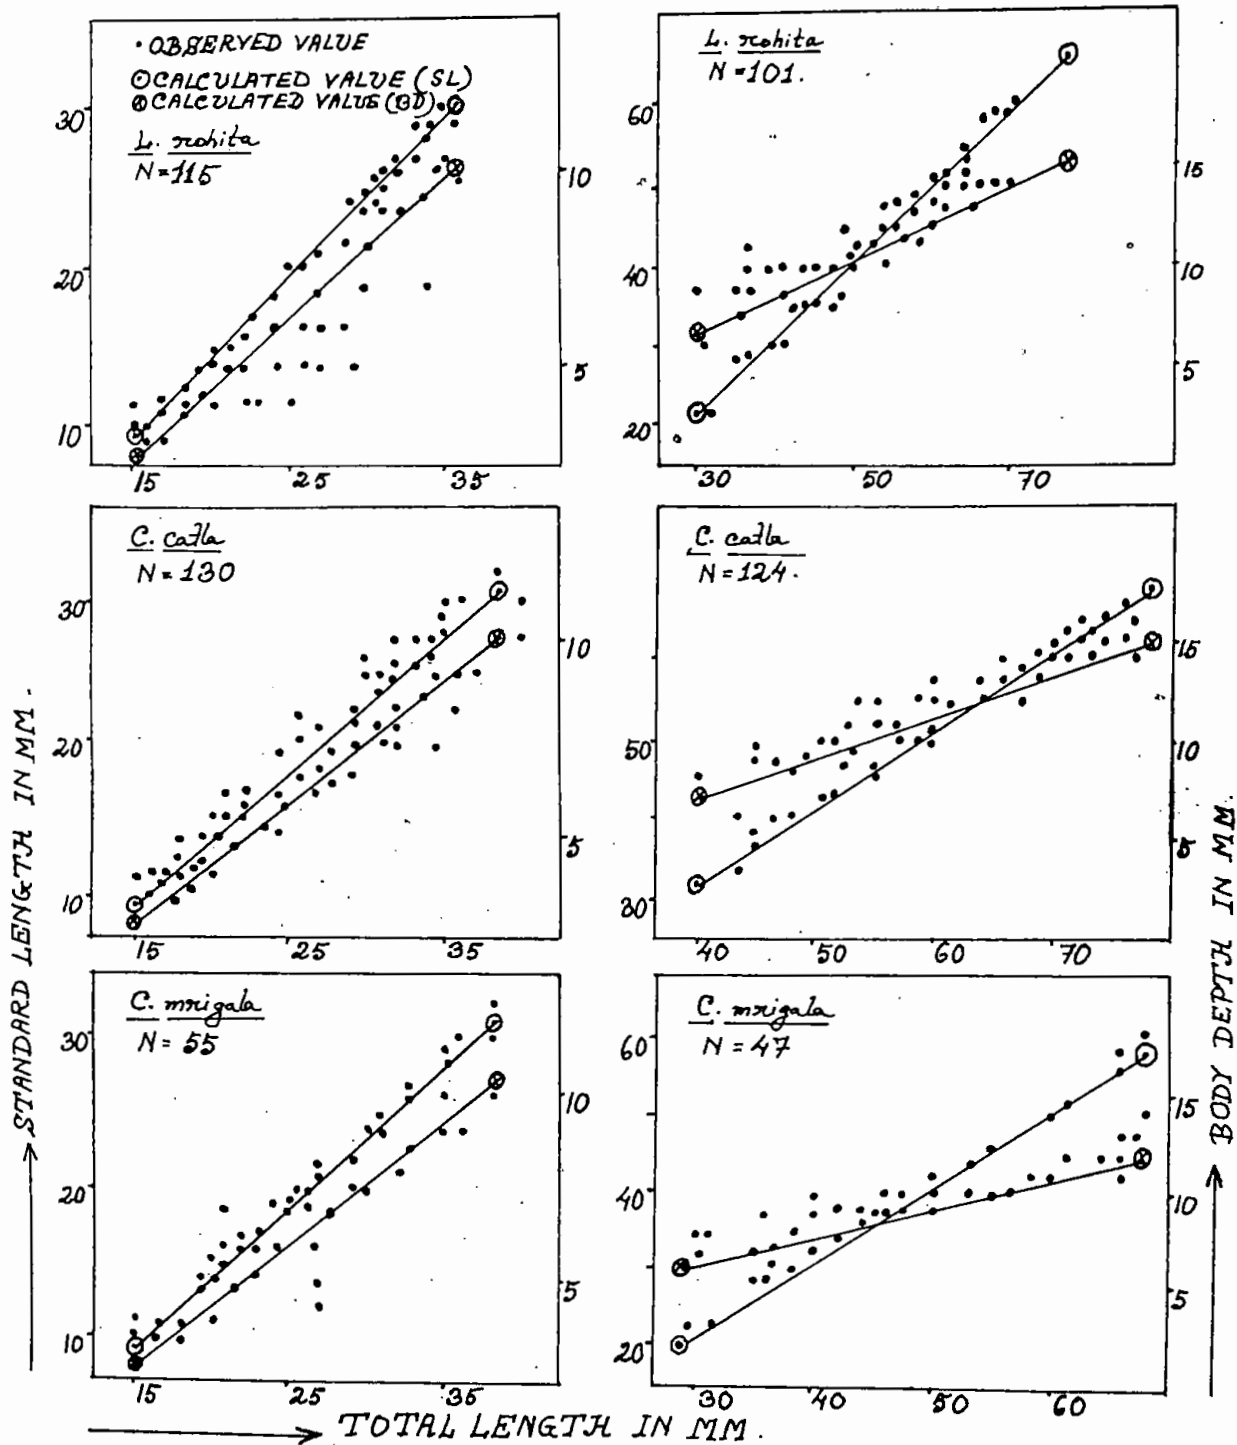 • OBSERVED VALUE
⊙ CALCULATED VALUE (SL)
⊗ CALCULATED VALUE (BD)
L. rohita
N=115
30
20
10
10
5
15 25 35
L. rohita
N=101.
60
40
20
15
10
5
30 50 70
C. catla
N=130
30
20
10
10
5
15 25 35
C. catla
N=124.
50
30
15
10
5
40 50 60 70
C. mrigala
N=55
30
20
10
10
5
15 25 35
C. mrigala
N=47
60
40
20
15
10
5
30 40 50 60
STANDARD LENGTH IN MM.
BODY DEPTH IN MM.
TOTAL LENGTH IN MM.